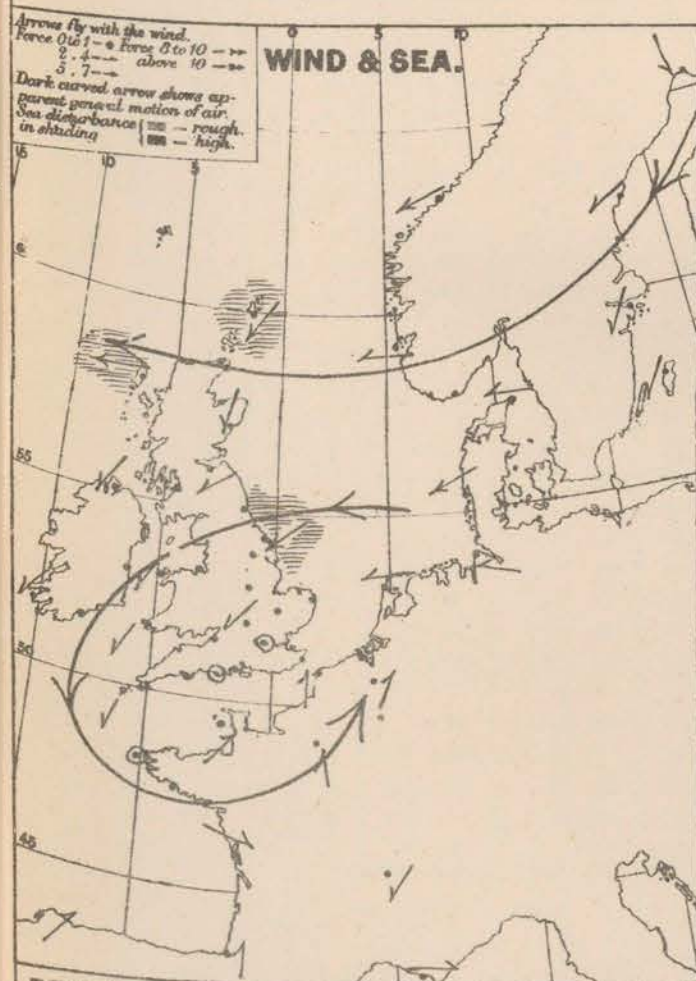 Arrows fly with the wind.
Force 0 to 1 – Force 8 to 10 –
2 . 4 – above 10 –
5 . 7 –
Dark curved arrow shows ap-
parent general motion of air.
Sea disturbance { – rough.
in shading { – high.
WIND & SEA.
0 5 10
15 10 5
55
50
45